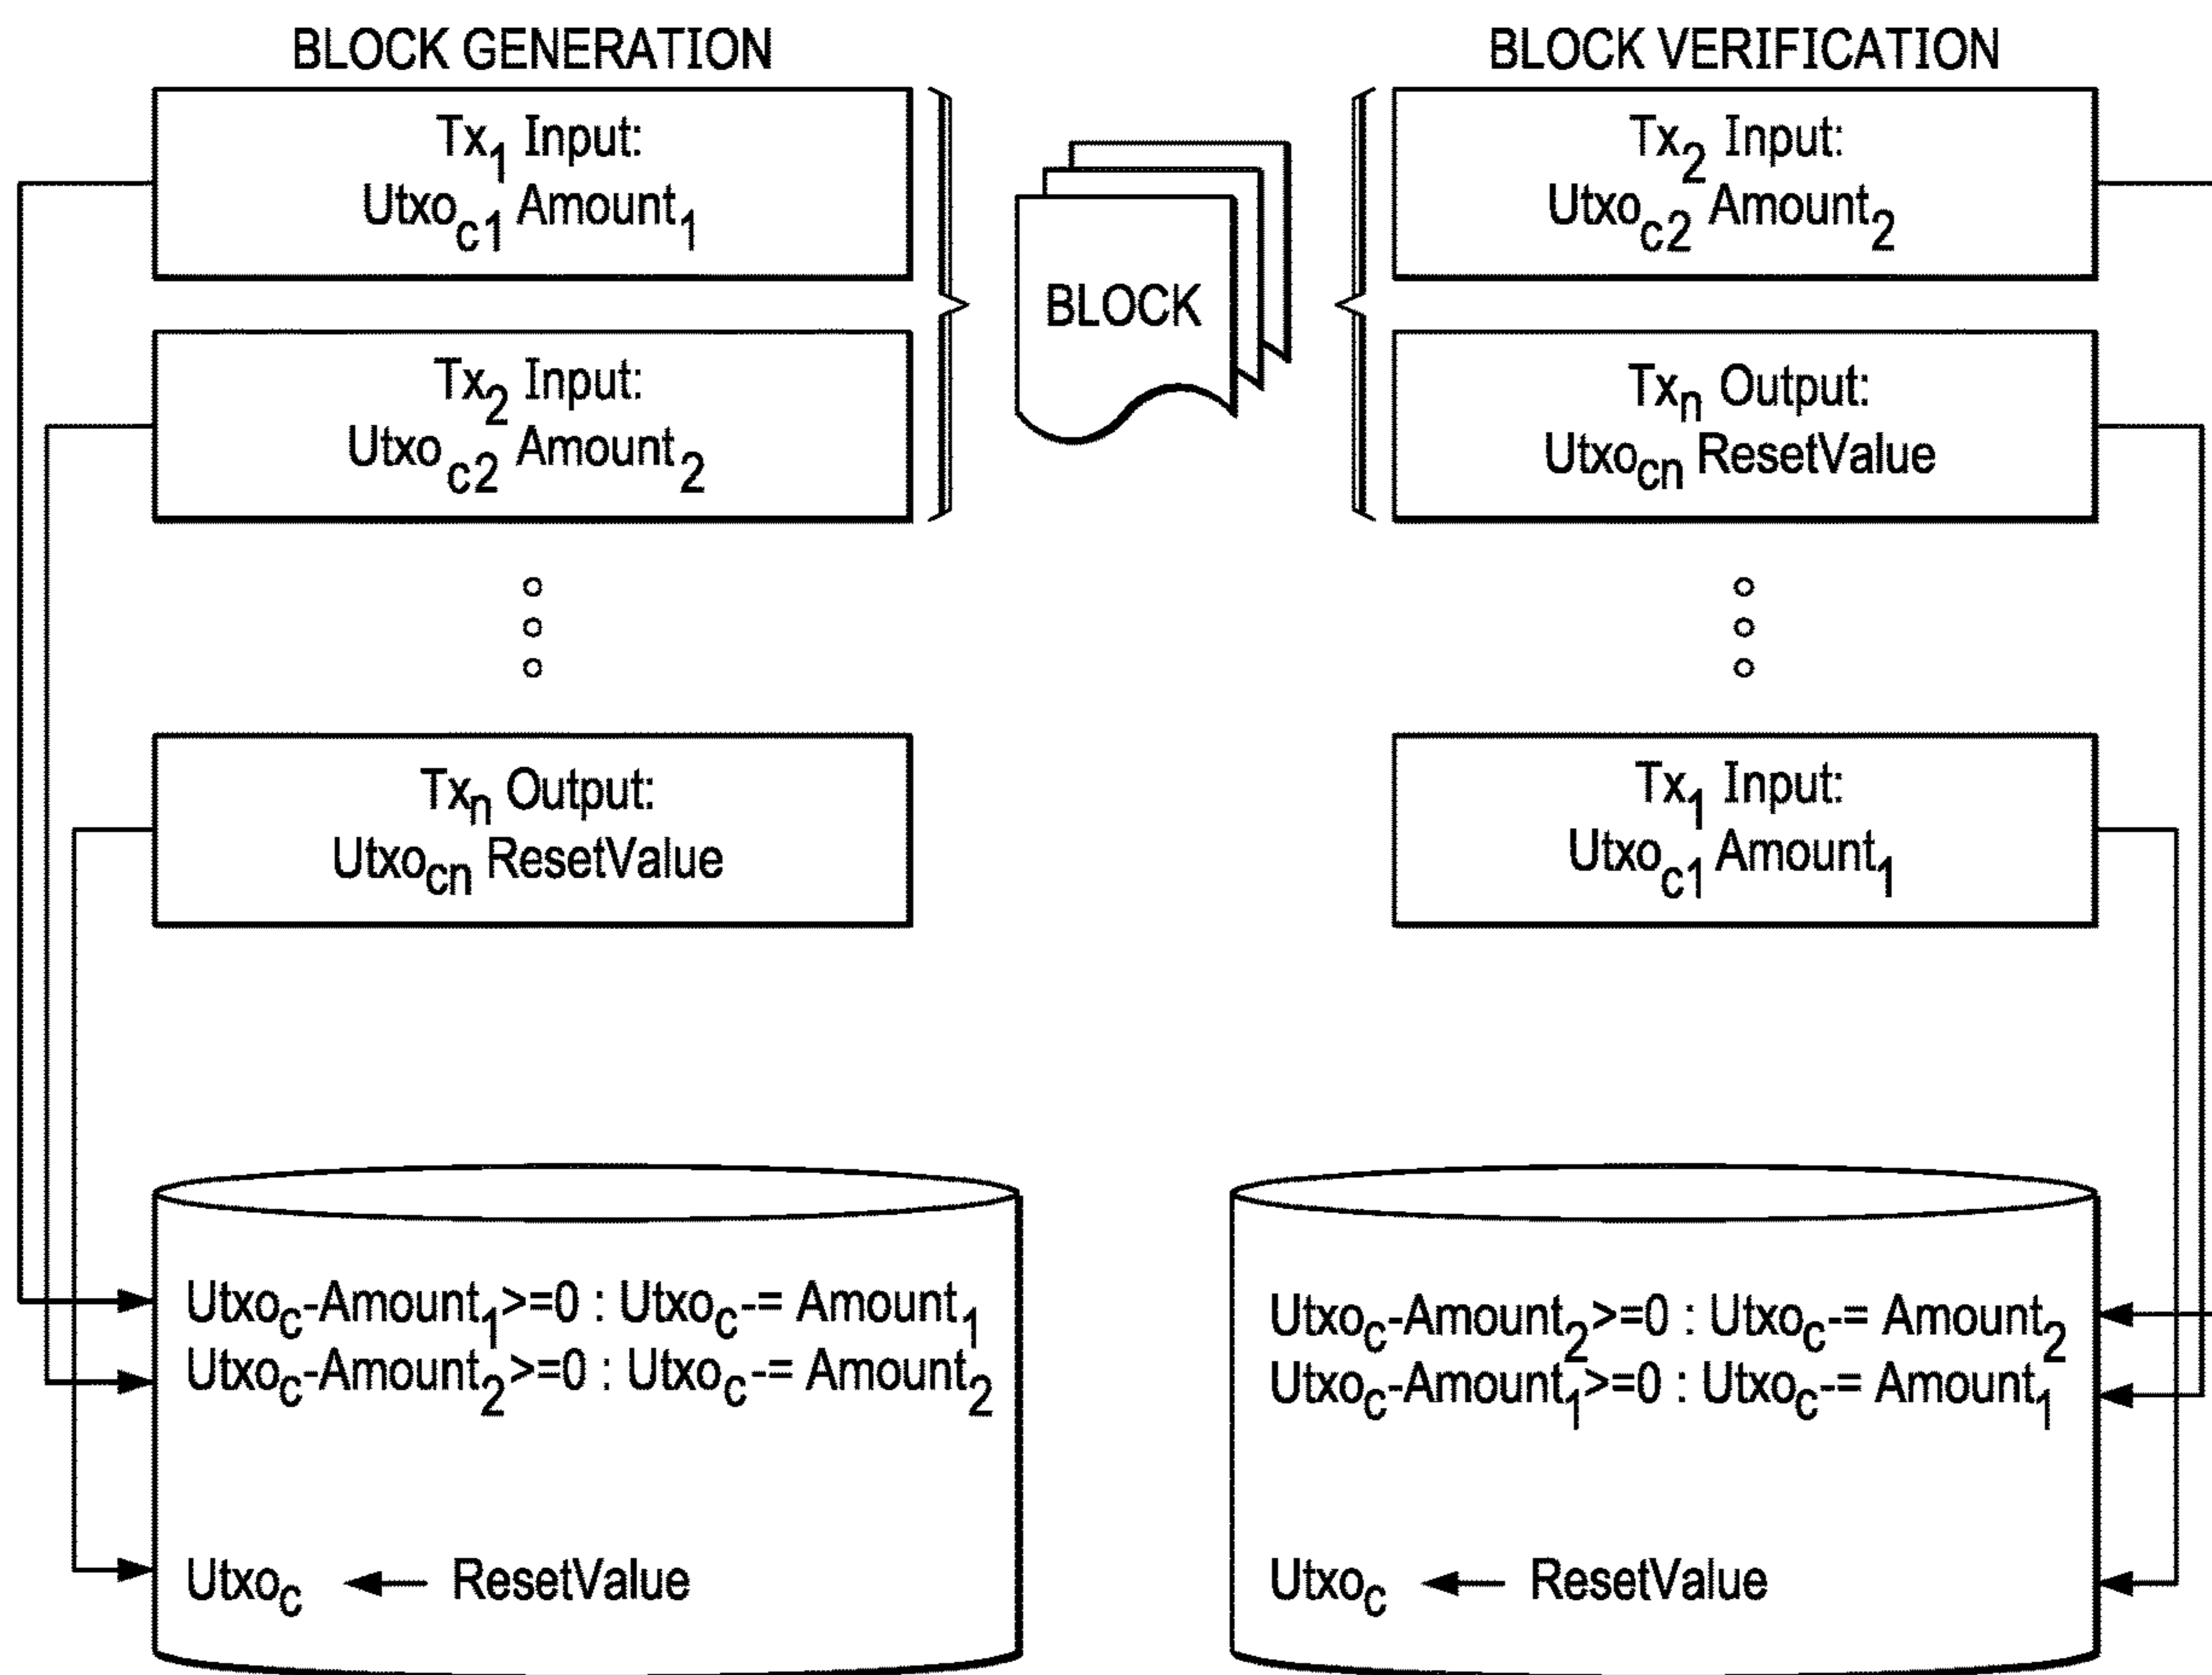 BLOCK GENERATION
Tx1 Input:
Utxoc1 Amount1
Tx2 Input:
Utxoc2 Amount2
Txn Output:
Utxocn ResetValue
Utxoc-Amount1>=0 : Utxoc-= Amount1
Utxoc-Amount2>=0 : Utxoc-= Amount2
Utxoc ← ResetValue
BLOCK
BLOCK VERIFICATION
Tx2 Input:
Utxoc2 Amount2
Txn Output:
Utxocn ResetValue
Tx1 Input:
Utxoc1 Amount1
Utxoc-Amount2>=0 : Utxoc-= Amount2
Utxoc-Amount1>=0 : Utxoc-= Amount1
Utxoc ← ResetValue